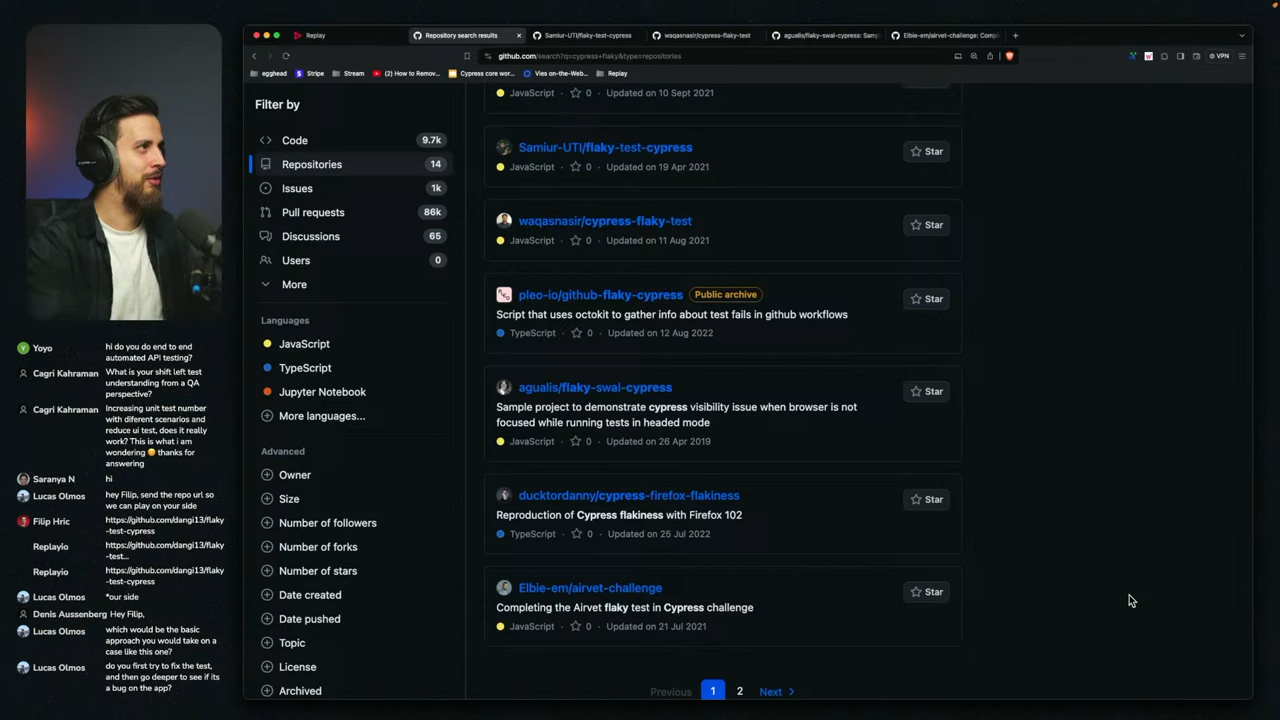 Replay
Repository search results
Samiur-UTI/flaky-test-cypress
waqasnasir/cypress-flaky-test
agualis/flaky-swal-cypress: Samp
Elbie-em/airvet-challenge: Comp
github.com/search?q=cypress+flaky&type=repositories
VPN
egghead
Stripe
Stream
(2) How to Remov...
Cypress core wor...
Vies on-the-Web...
Replay
Filter by
Code 9.7k
Repositories 14
Issues 1k
Pull requests 86k
Discussions 65
Users 0
More
Languages
JavaScript
TypeScript
Jupyter Notebook
More languages...
Advanced
Owner
Size
Number of followers
Number of forks
Number of stars
Date created
Date pushed
Topic
License
Archived
JavaScript 0 · Updated on 10 Sept 2021
Samiur-UTI/flaky-test-cypress
Star
JavaScript 0 · Updated on 19 Apr 2021
waqasnasir/cypress-flaky-test
Star
JavaScript 0 · Updated on 11 Aug 2021
pleo-io/github-flaky-cypress Public archive
Star
Script that uses octokit to gather info about test fails in github workflows
TypeScript 0 · Updated on 12 Aug 2022
agualis/flaky-swal-cypress
Star
Sample project to demonstrate cypress visibility issue when browser is not
focused while running tests in headed mode
JavaScript 0 · Updated on 26 Apr 2019
ducktordanny/cypress-firefox-flakiness
Star
Reproduction of Cypress flakiness with Firefox 102
TypeScript 0 · Updated on 25 Jul 2022
Elbie-em/airvet-challenge
Star
Completing the Airvet flaky test in Cypress challenge
JavaScript 0 · Updated on 21 Jul 2021
Previous 1 2 Next
Y Yoyo hi do you do end to end
automated API testing?
Cagri Kahraman What is your shift left test
understanding from a QA
perspective?
Cagri Kahraman Increasing unit test number
with diferent scenarios and
reduce ui test, does it really
work? This is what i am
wondering 😊 thanks for
answering
Saranya N hi
Lucas Olmos hey Filip, send the repo url so
we can play on your side
Filip Hric https://github.com/dangi13/flaky
-test-cypress
Replayio https://github.com/dangi13/flaky
-test...
Replayio https://github.com/dangi13/flaky
-test-cypress
Lucas Olmos *our side
Denis Aussenberg Hey Filip,
Lucas Olmos which would be the basic
approach you would take on a
case like this one?
Lucas Olmos do you first try to fix the test,
and then go deeper to see if its
a bug on the app?